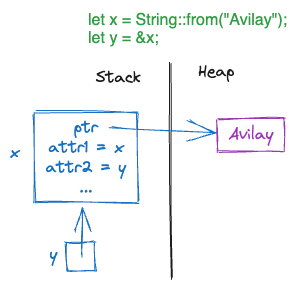 let x = String::from("Avilay");
let y = &x;
Stack
Heap
ptr
Avilay
x
attr1 = x
attr2 = y
...
y